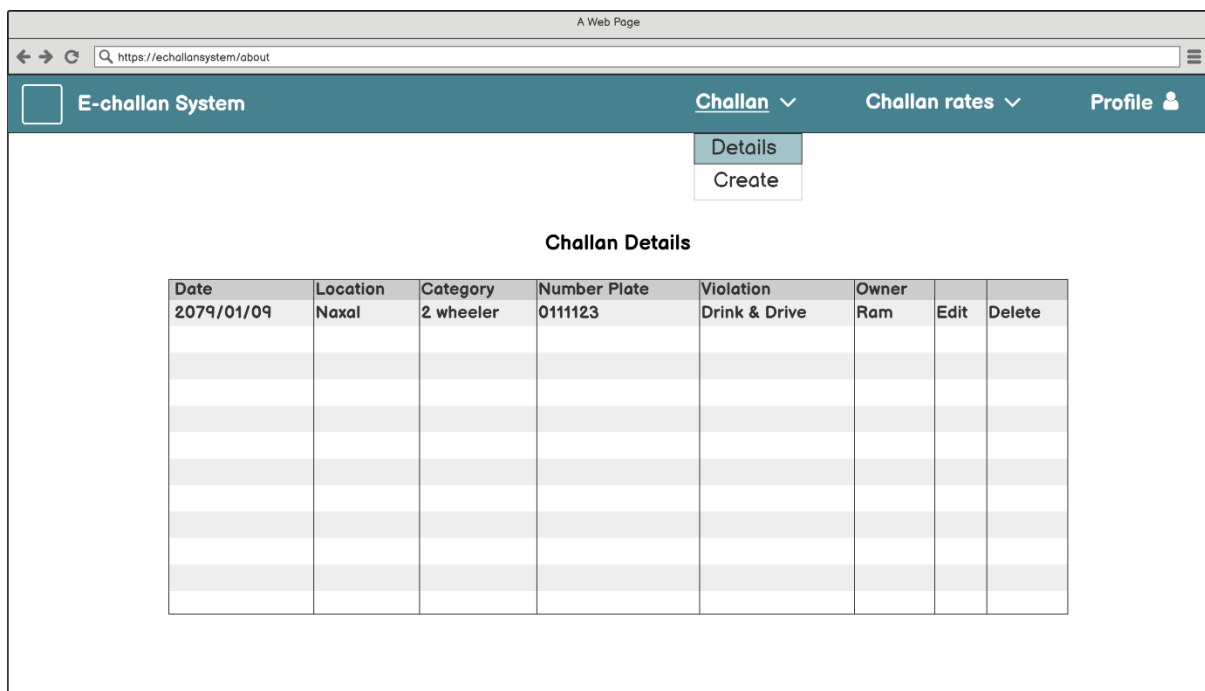 A Web Page
https://echallansystem/about
E-challan System Challan Challan rates Profile
Details
Create
Challan Details
Date Location Category Number Plate Violation Owner
2079/01/09 Naxal 2 wheeler 0111123 Drink & Drive Ram Edit Delete